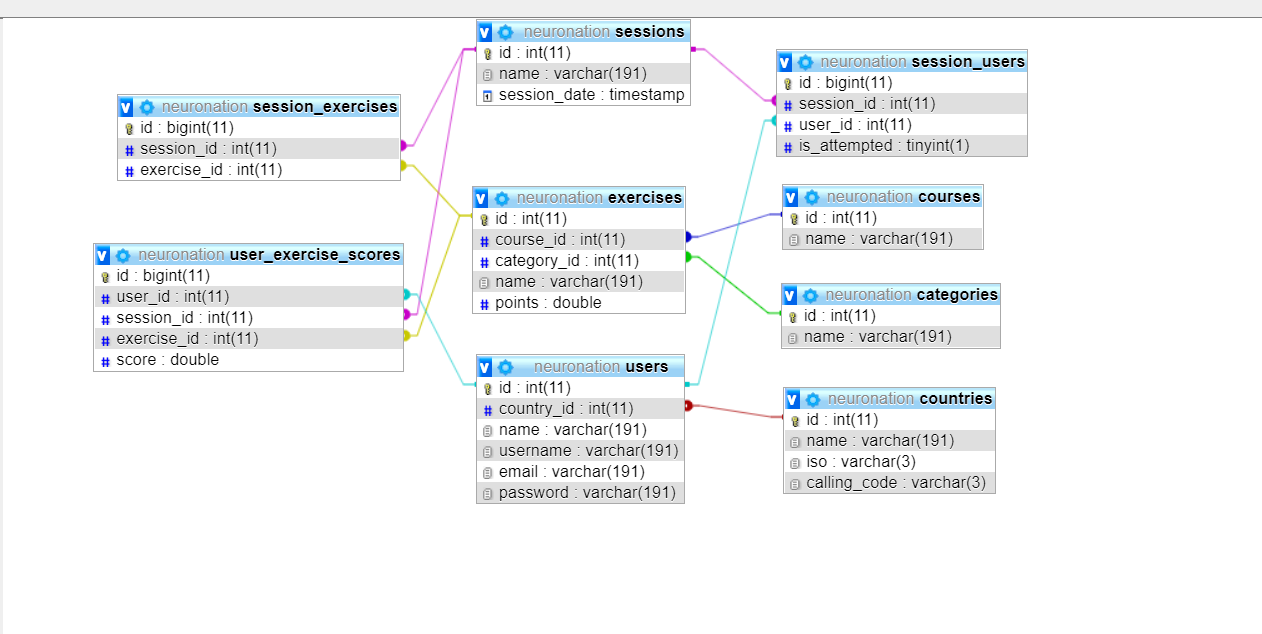 neuronation sessions
id : int(11)
name : varchar(191)
session_date : timestamp
neuronation session_users
id : bigint(11)
session_id : int(11)
user_id : int(11)
is_attempted : tinyint(1)
neuronation session_exercises
id : bigint(11)
session_id : int(11)
exercise_id : int(11)
neuronation exercises
id : int(11)
course_id : int(11)
category_id : int(11)
name : varchar(191)
points : double
neuronation courses
id : int(11)
name : varchar(191)
neuronation user_exercise_scores
id : bigint(11)
user_id : int(11)
session_id : int(11)
exercise_id : int(11)
score : double
neuronation categories
id : int(11)
name : varchar(191)
neuronation users
id : int(11)
country_id : int(11)
name : varchar(191)
username : varchar(191)
email : varchar(191)
password : varchar(191)
neuronation countries
id : int(11)
name : varchar(191)
iso : varchar(3)
calling_code : varchar(3)